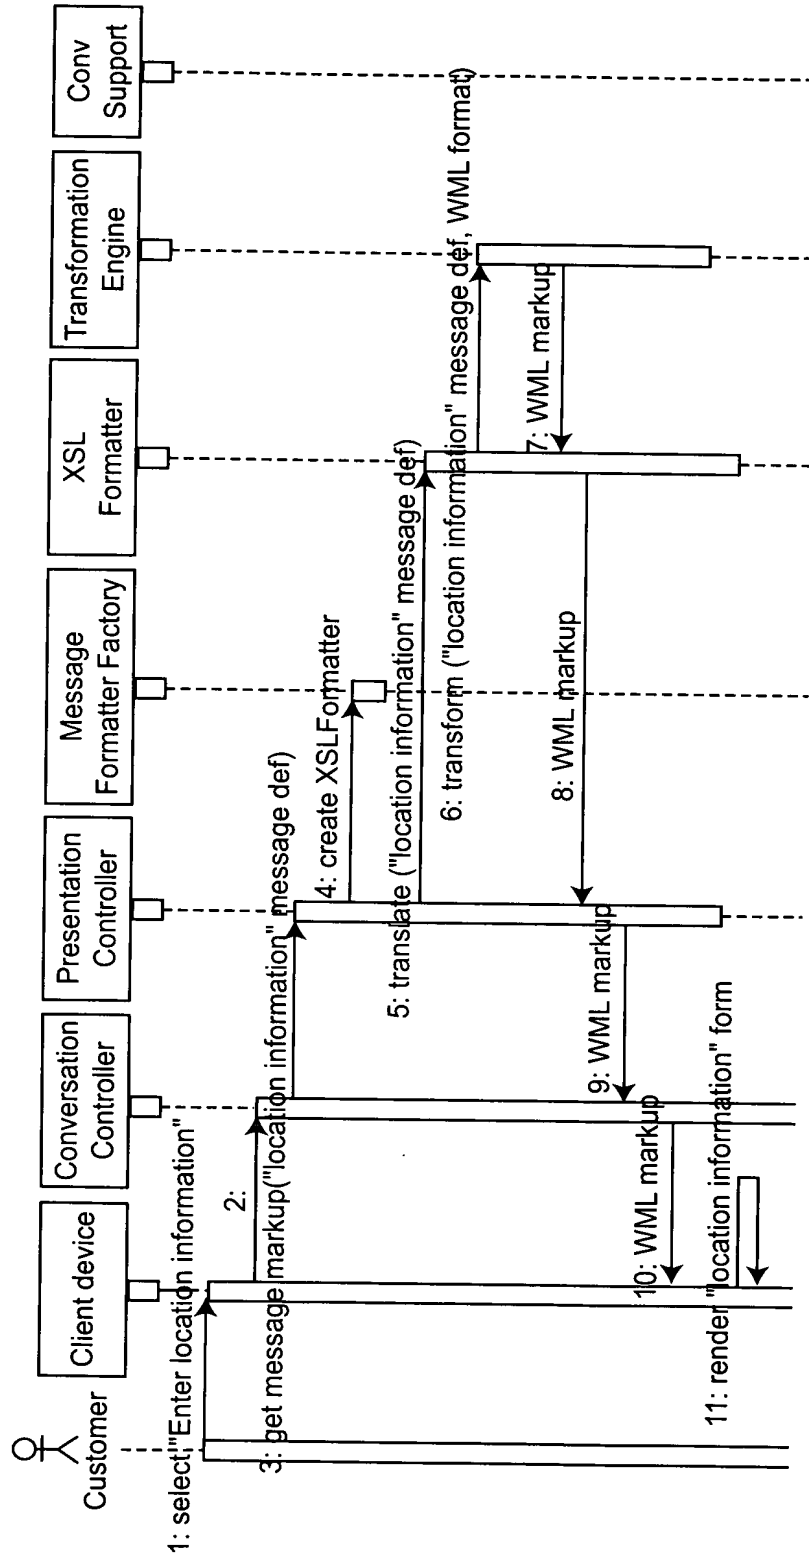 Customer
Client device
Conversation
Controller
Presentation
Controller
Message
Formatter Factory
XSL
Formatter
Transformation
Engine
Conv
Support
1: select "Enter location information"
2:
3: get message markup("location information" message def)
4: create XSLFormatter
5: translate ("location information" message def)
6: transform ("location information" message def, WML format)
7: WML markup
8: WML markup
9: WML markup
10: WML markup
11: render "location information" form